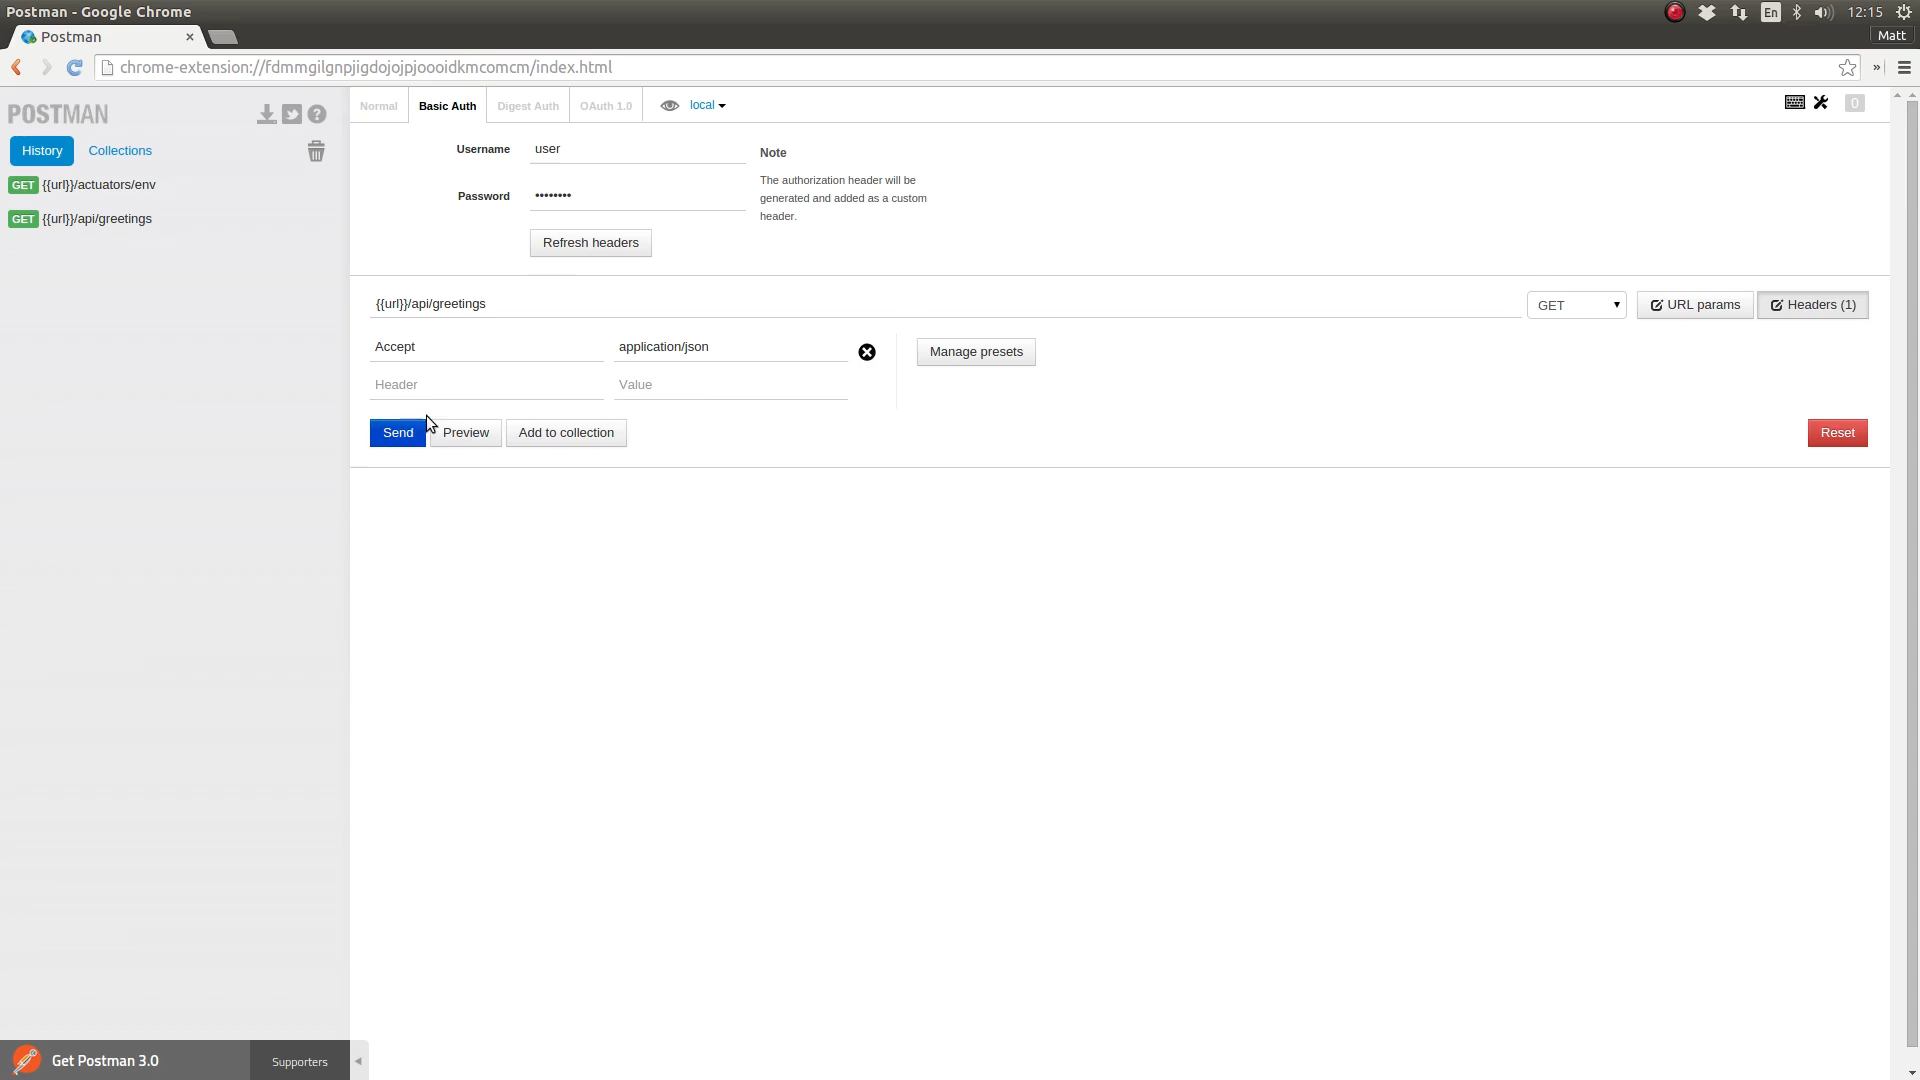 Postman - Google Chrome
En
12:15
Postman
Matt
chrome-extension://fdmmgilgnpjigdojojpjoooidkmcomcm/index.html
POSTMAN
Normal
Basic Auth
Digest Auth
OAuth 1.0
local
0
History
Collections
GET {{url}}/actuators/env
GET {{url}}/api/greetings
Username
user
Password
••••••••
Note
The authorization header will be
generated and added as a custom
header.
Refresh headers
{{url}}/api/greetings
GET
URL params
Headers (1)
Accept
application/json
Manage presets
Header
Value
Send
Preview
Add to collection
Reset
Get Postman 3.0
Supporters